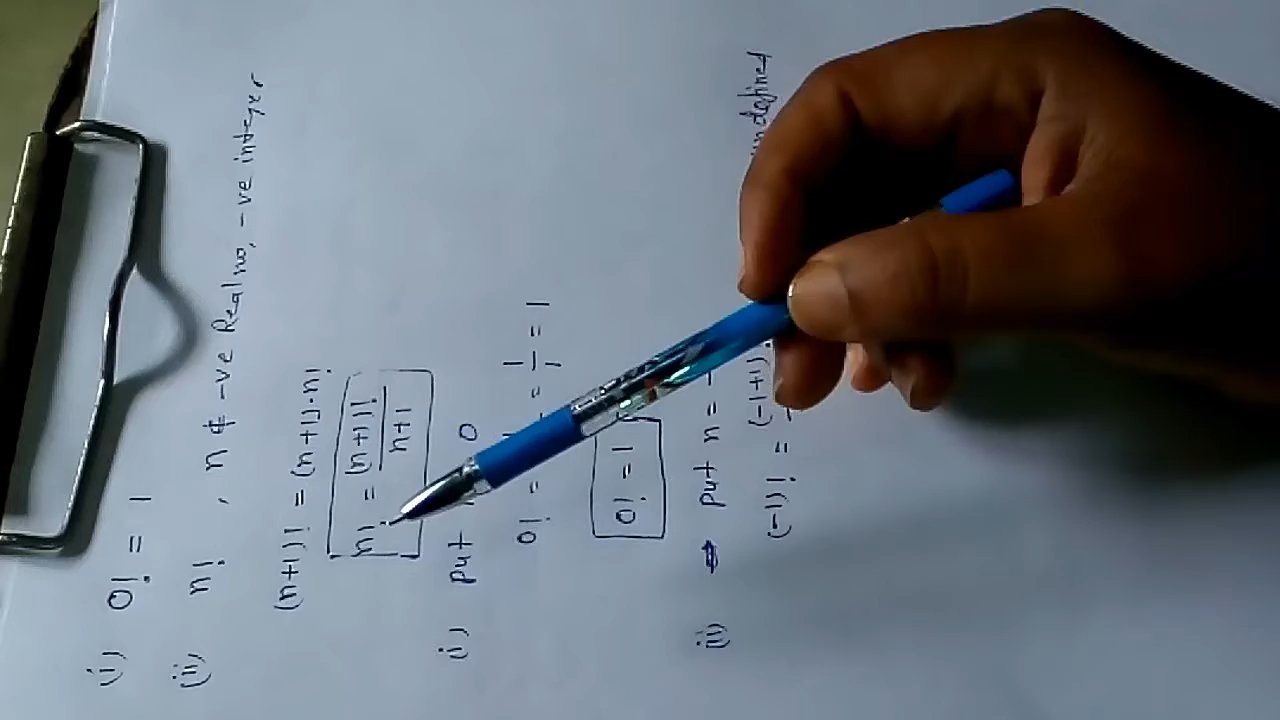 (i) 0! = 1
(ii) n! , n ∉ -ve Real no, -ve integer
(n+1)! = (n+1).n!
n! = (n+1)! / n+1
(i) put 0
0! = = 1/1 = 1
0! = 1
(ii) put n = -
(-1)! = (-1+1)! undefined